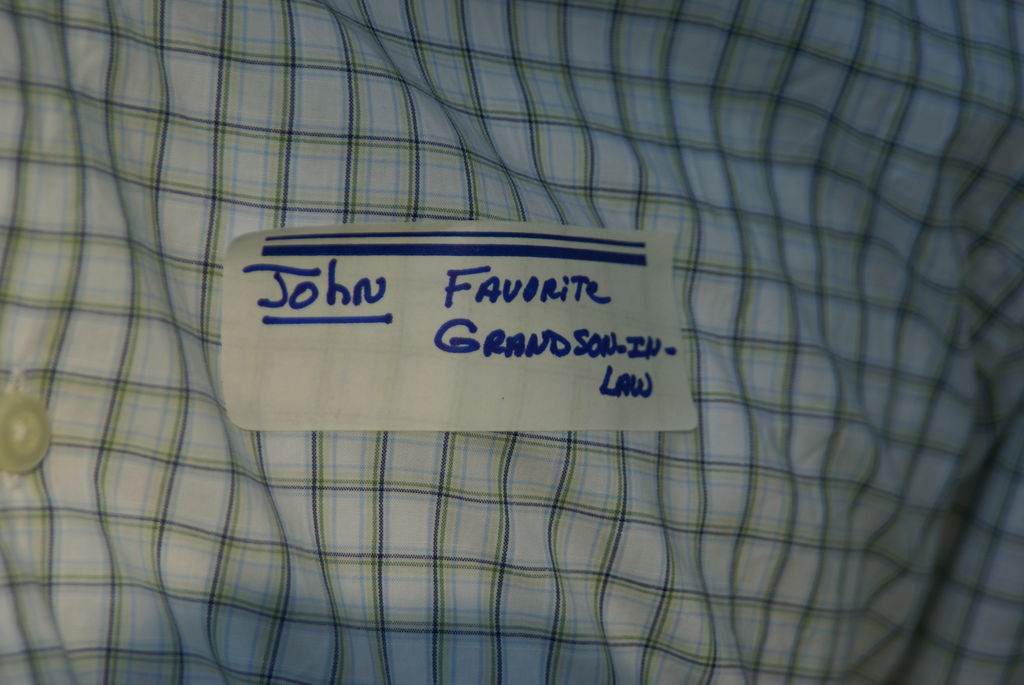 John FAVORITE
GRANDSON-IN-
LAW